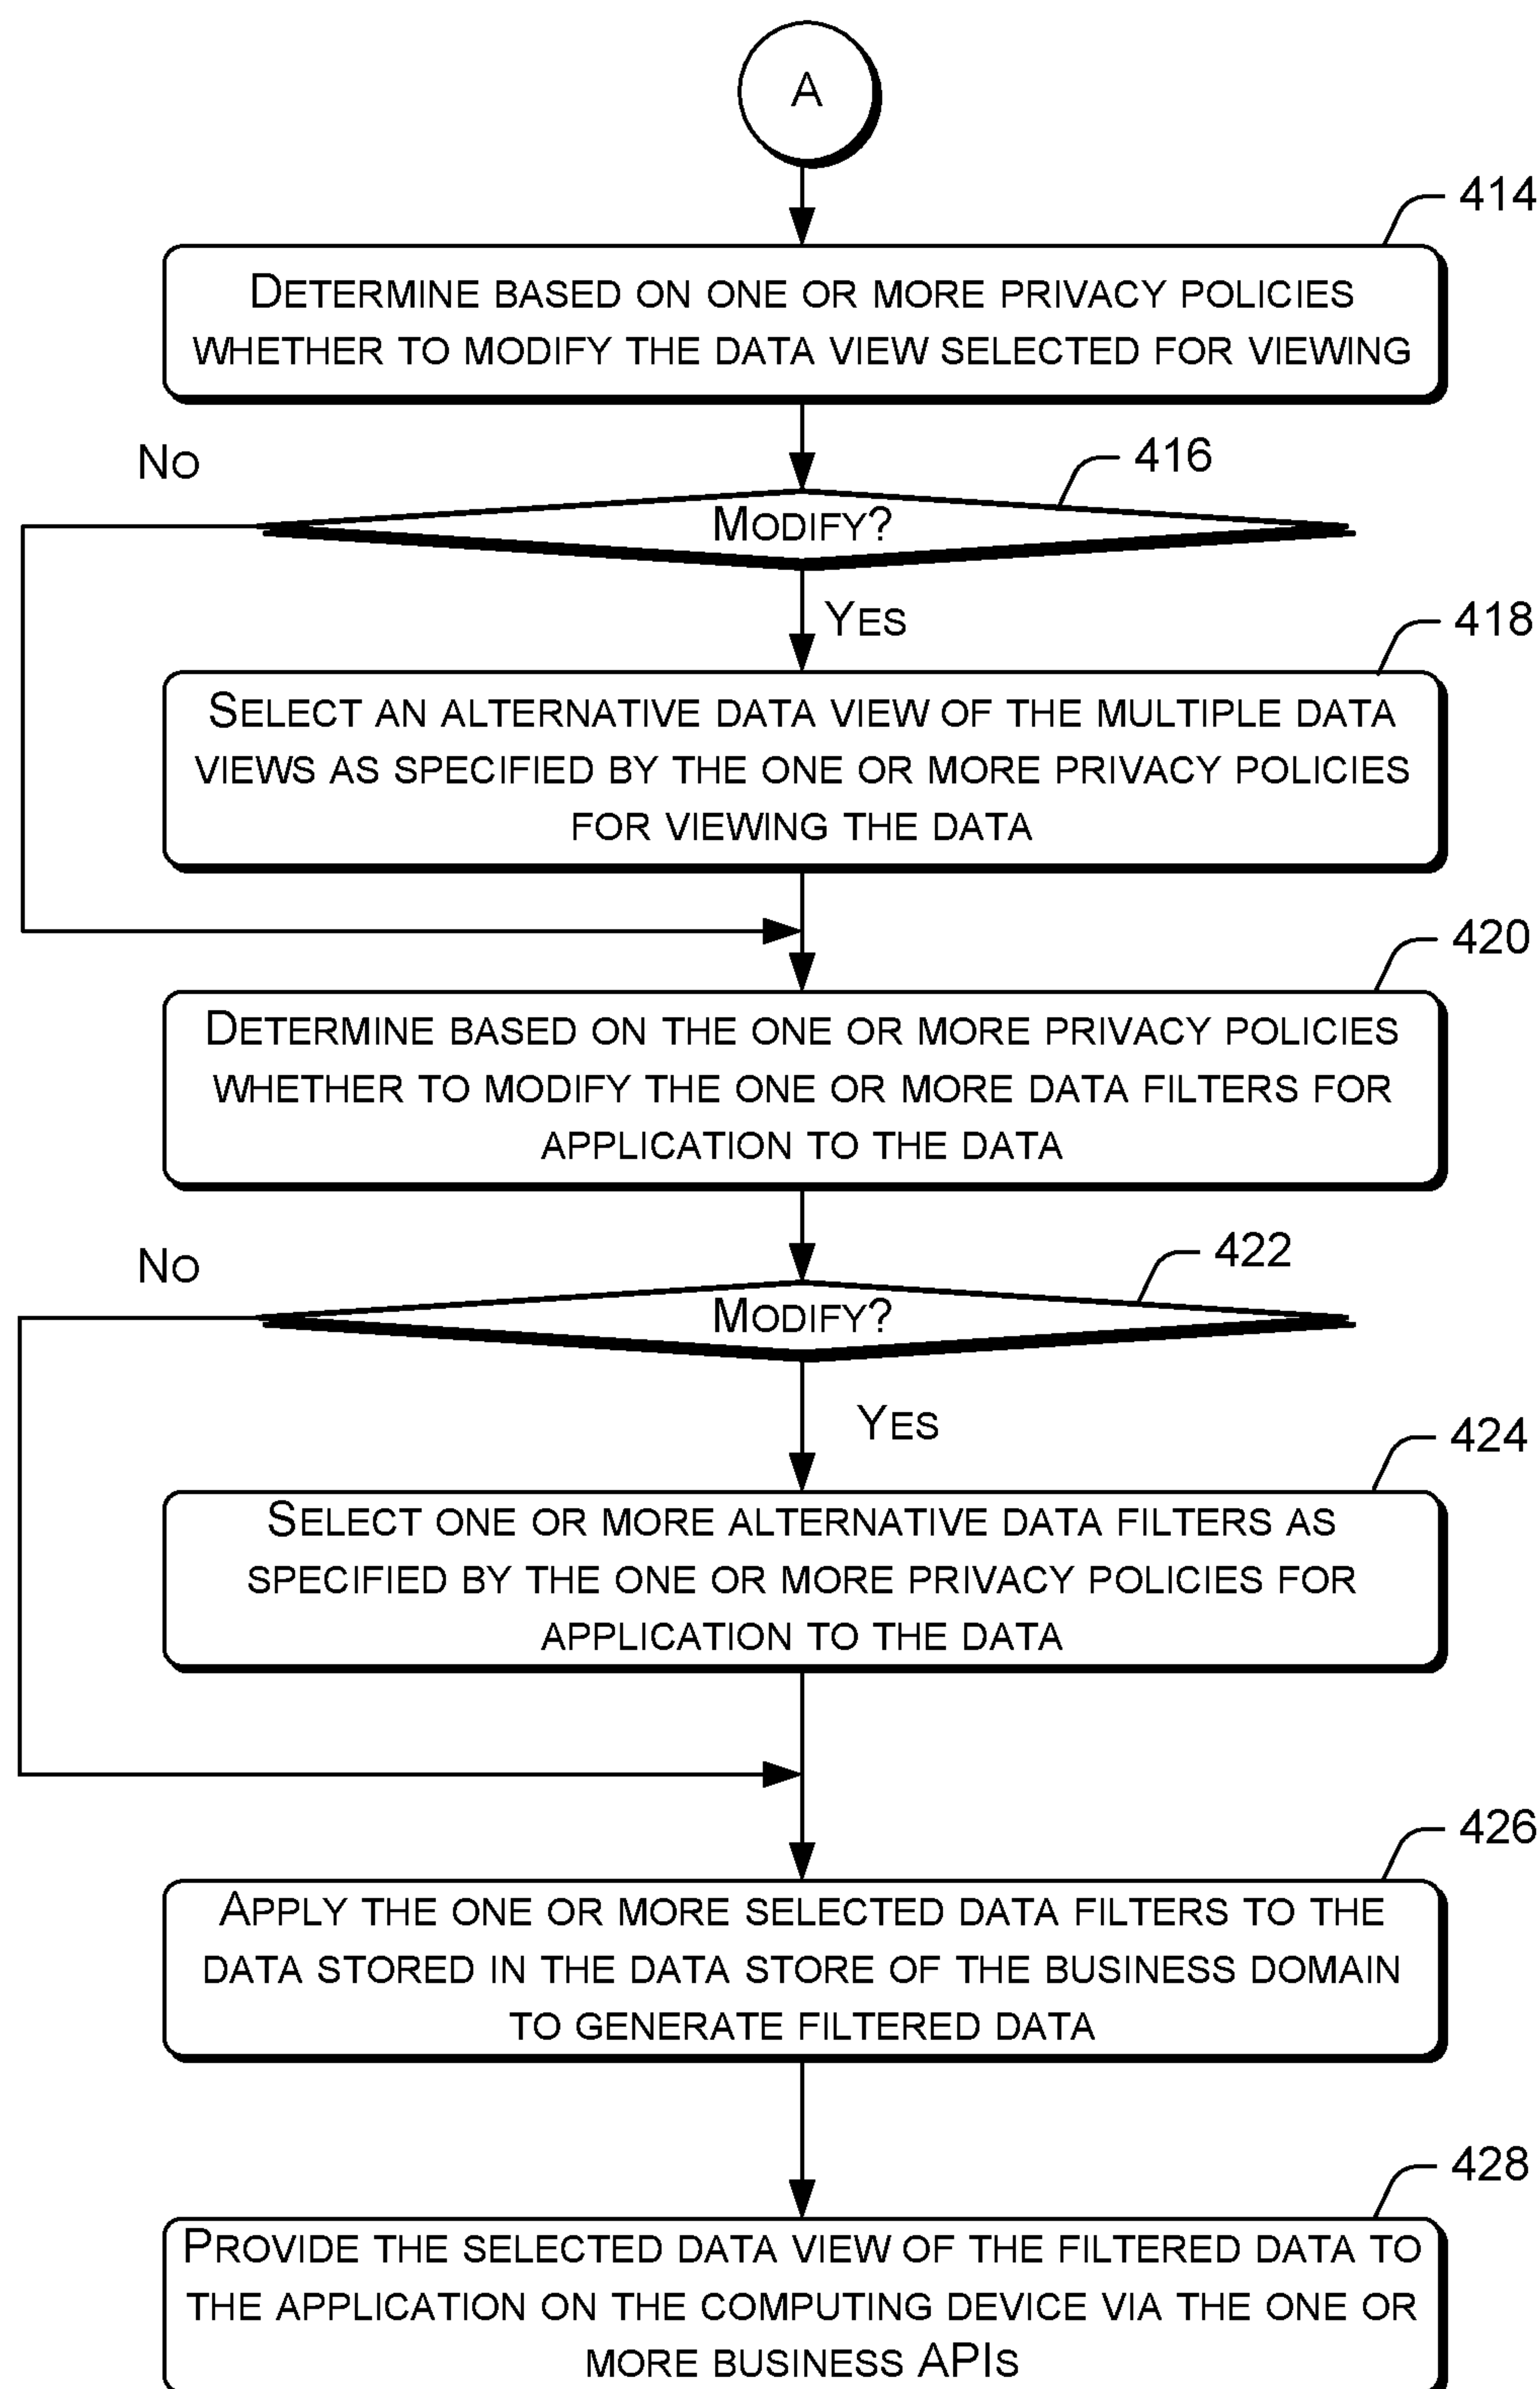 A
414
DETERMINE BASED ON ONE OR MORE PRIVACY POLICIES
WHETHER TO MODIFY THE DATA VIEW SELECTED FOR VIEWING
NO
416
MODIFY?
YES
418
SELECT AN ALTERNATIVE DATA VIEW OF THE MULTIPLE DATA
VIEWS AS SPECIFIED BY THE ONE OR MORE PRIVACY POLICIES
FOR VIEWING THE DATA
420
DETERMINE BASED ON THE ONE OR MORE PRIVACY POLICIES
WHETHER TO MODIFY THE ONE OR MORE DATA FILTERS FOR
APPLICATION TO THE DATA
NO
422
MODIFY?
YES
424
SELECT ONE OR MORE ALTERNATIVE DATA FILTERS AS
SPECIFIED BY THE ONE OR MORE PRIVACY POLICIES FOR
APPLICATION TO THE DATA
426
APPLY THE ONE OR MORE SELECTED DATA FILTERS TO THE
DATA STORED IN THE DATA STORE OF THE BUSINESS DOMAIN
TO GENERATE FILTERED DATA
428
PROVIDE THE SELECTED DATA VIEW OF THE FILTERED DATA TO
THE APPLICATION ON THE COMPUTING DEVICE VIA THE ONE OR
MORE BUSINESS APIS